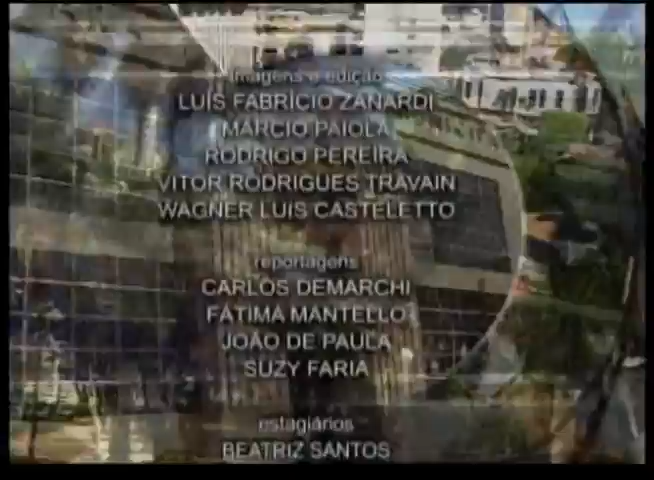 imagens e edição
LUÍS FABRÍCIO ZANARDI
MÁRCIO PAIOLA
RODRIGO PEREIRA
VITOR RODRIGUES TRAVAIN
WAGNER LUIS CASTELETTO
reportagens
CARLOS DEMARCHI
FÁTIMA MANTELLO
JOÃO DE PAULA
SUZY FARIA
estagiários
BEATRIZ SANTOS